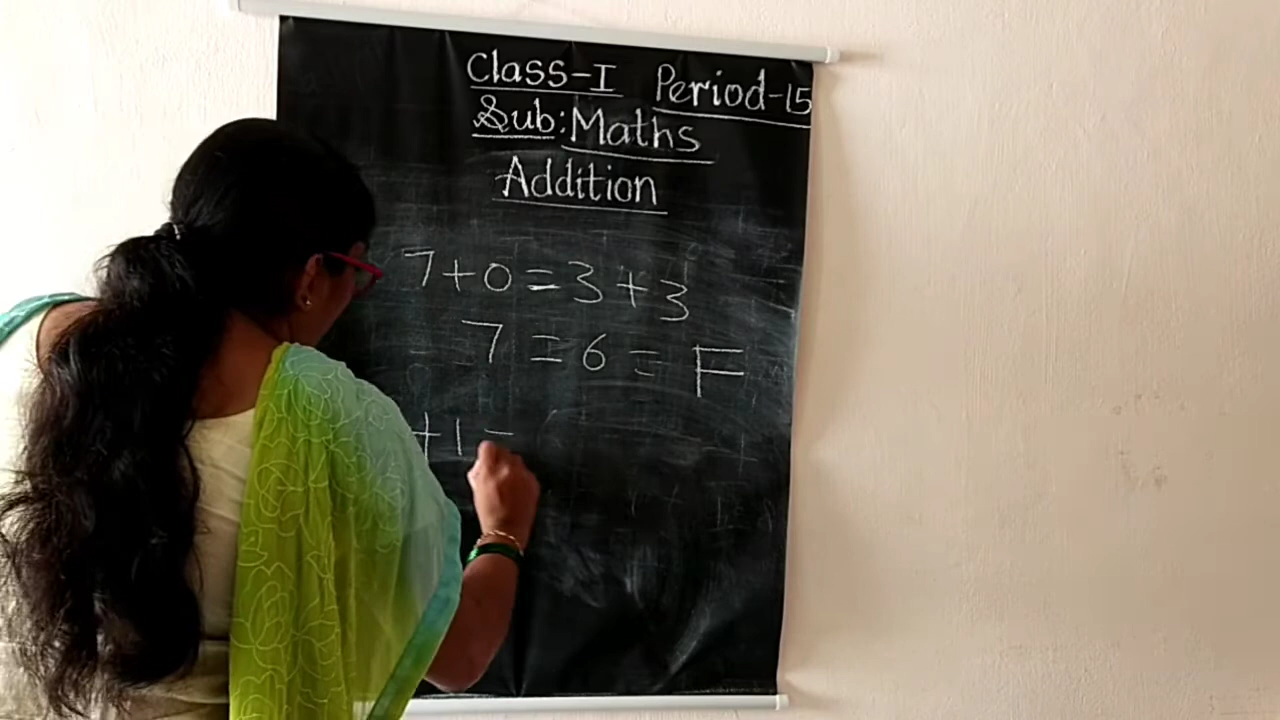 Class-I Period-15
Sub: Maths
Addition
7+0=3+3
7=6=F
+1=